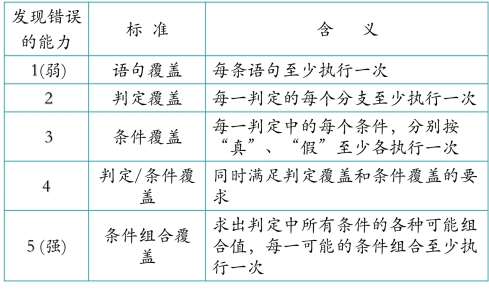 发现错误的能力 标 准 含 义
1(弱) 语句覆盖 每条语句至少执行一次
2 判定覆盖 每一判定的每个分支至少执行一次
3 条件覆盖 每一判定中的每个条件，分别按
“真”、“假”至少各执行一次
4 判定/条件覆盖 同时满足判定覆盖和条件覆盖的要求
5(强) 条件组合覆盖 求出判定中所有条件的各种可能组
合值，每一可能的条件组合至少执
行一次